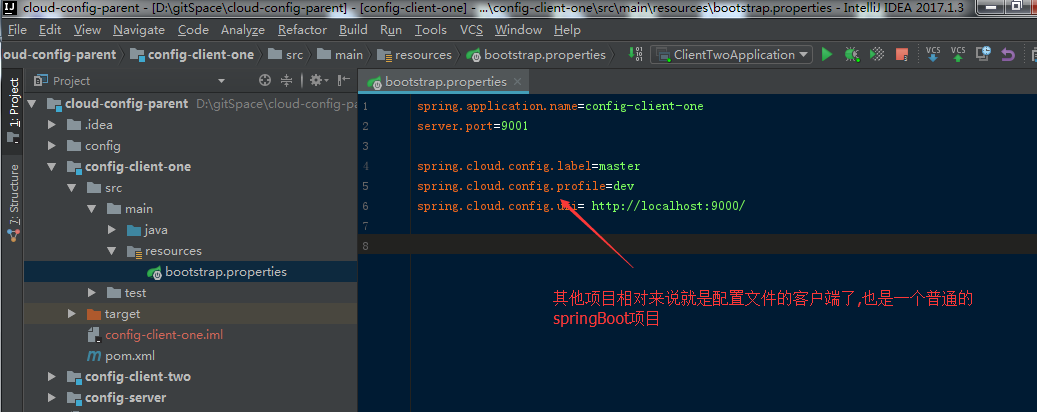 cloud-config-parent - [D:\gitSpace\cloud-config-parent] - [config-client-one] - ...\config-client-one\src\main\resources\bootstrap.properties - IntelliJ IDEA 2017.1.3
File Edit View Navigate Code Analyze Refactor Build Run Tools VCS Window Help
oud-config-parent config-client-one src main resources bootstrap.properties ClientTwoApplication VCS VCS
1: Project
7: Structure
Project
cloud-config-parent D:\gitSpace\cloud-config-pa
.idea
config
config-client-one
src
main
java
resources
bootstrap.properties
test
target
config-client-one.iml
pom.xml
config-client-two
config-server
bootstrap.properties
1 spring.application.name=config-client-one
2 server.port=9001
3
4 spring.cloud.config.label=master
5 spring.cloud.config.profile=dev
6 spring.cloud.config.uri= http://localhost:9000/
7
8
其他项目相对来说就是配置文件的客户端了,也是一个普通的
springBoot项目